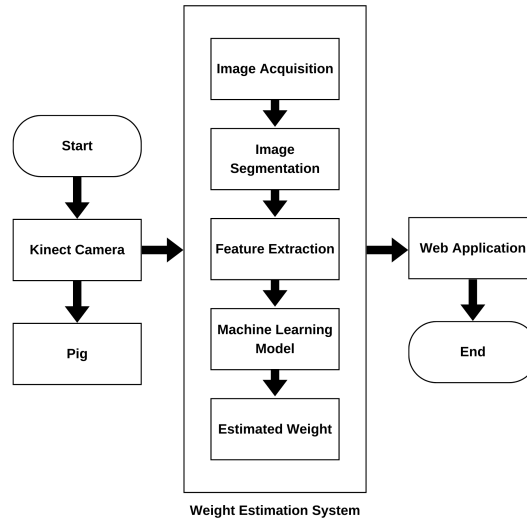 Start
Kinect Camera
Pig
Image Acquisition
Image
Segmentation
Feature Extraction
Machine Learning
Model
Estimated Weight
Weight Estimation System
Web Application
End